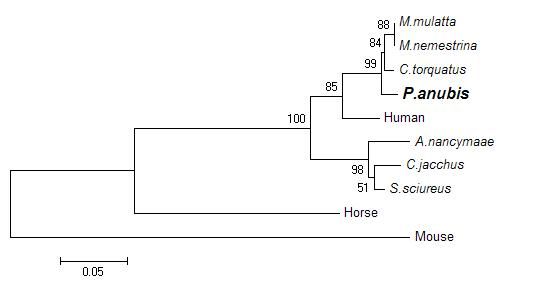 88
M.mulatta
84
M.nemestrina
99
C.torquatus
85
P.anubis
100
Human
A.nancymaae
98
C.jacchus
51
S.sciureus
Horse
Mouse
0.05